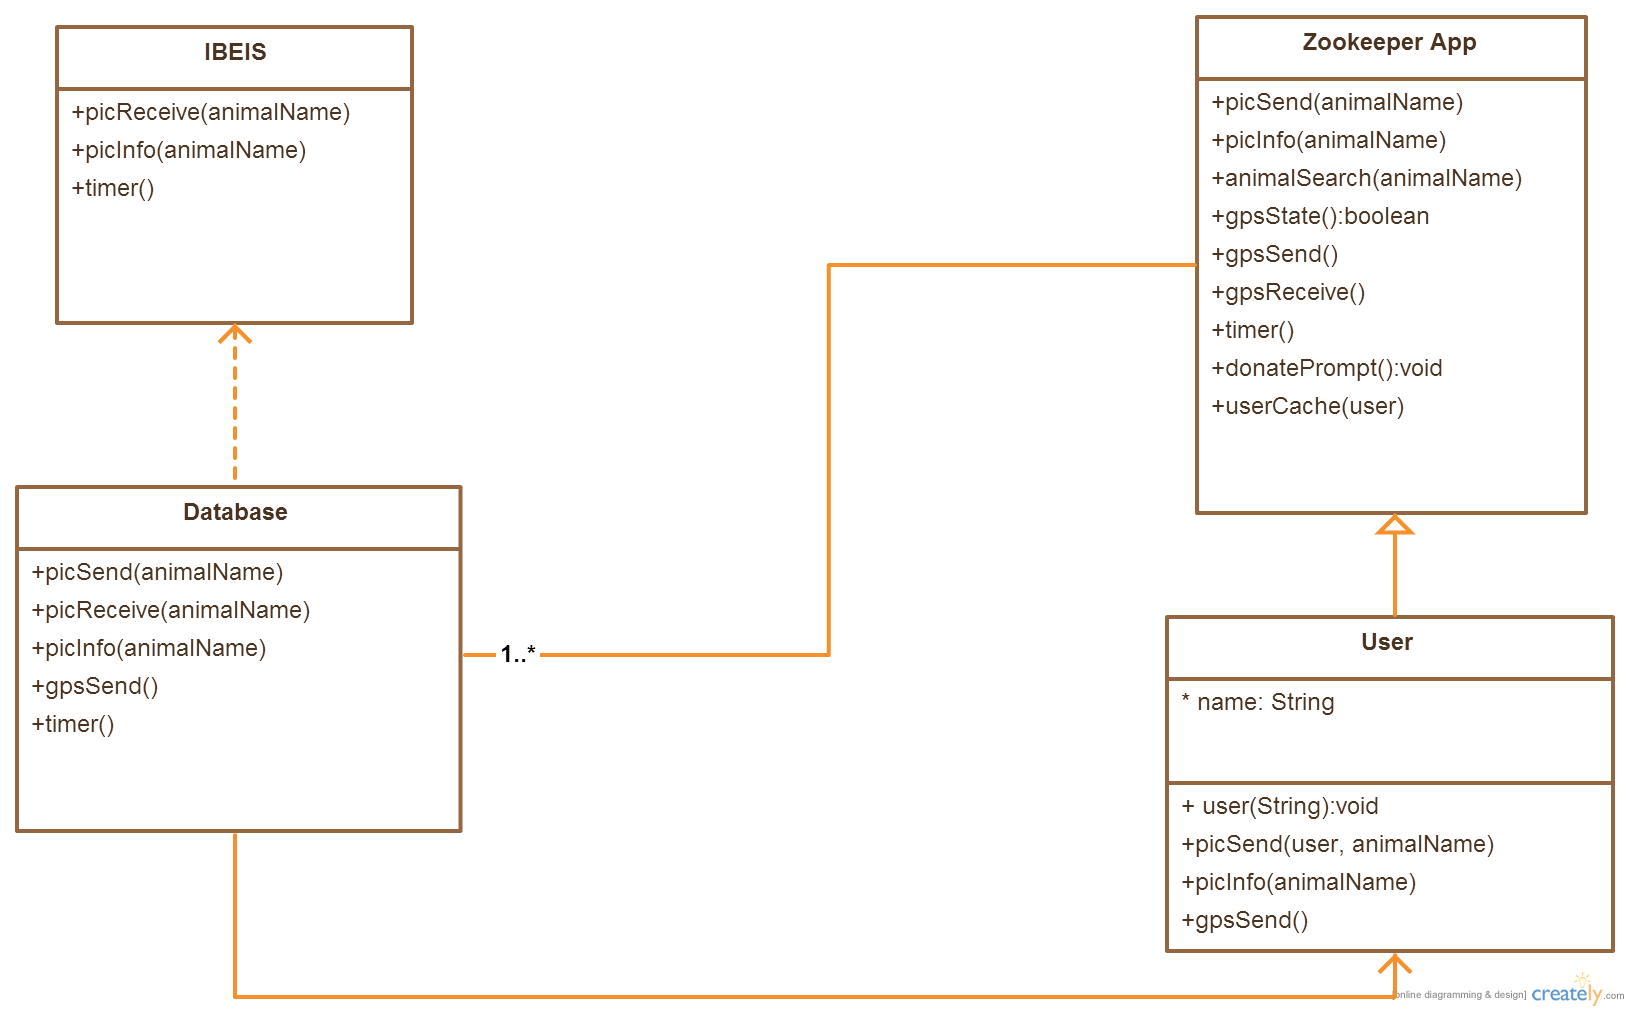 IBEIS
+picReceive(animalName)
+picInfo(animalName)
+timer()
Zookeeper App
+picSend(animalName)
+picInfo(animalName)
+animalSearch(animalName)
+gpsState():boolean
+gpsSend()
+gpsReceive()
+timer()
+donatePrompt():void
+userCache(user)
Database
+picSend(animalName)
+picReceive(animalName)
+picInfo(animalName)
+gpsSend()
+timer()
1..*
User
* name: String
+ user(String):void
+picSend(user, animalName)
+picInfo(animalName)
+gpsSend()
[online diagramming & design] creately.com